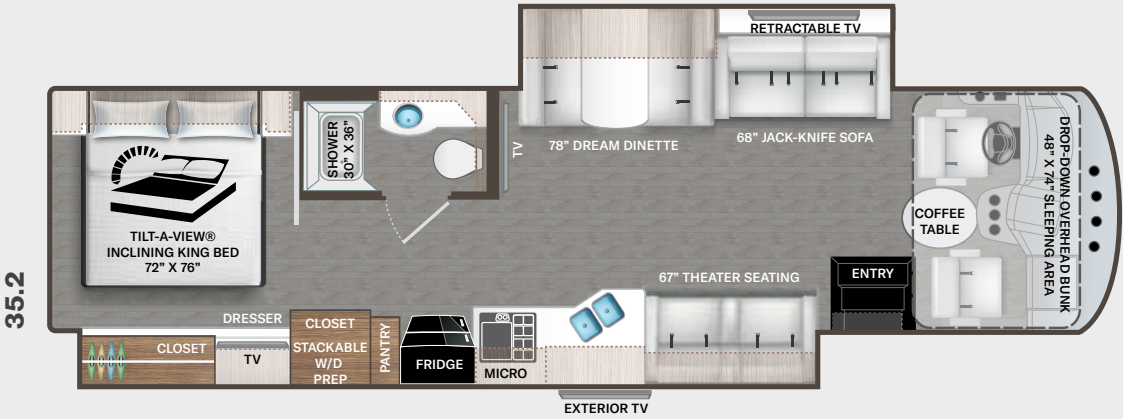 35.2
RETRACTABLE TV
78" DREAM DINETTE
68" JACK-KNIFE SOFA
TV
SHOWER
30" X 36"
TILT-A-VIEW®
INCLINING KING BED
72" X 76"
DROP-DOWN OVERHEAD BUNK
48" X 74" SLEEPING AREA
COFFEE
TABLE
ENTRY
67" THEATER SEATING
DRESSER
CLOSET
TV
CLOSET
STACKABLE
W/D
PREP
PANTRY
FRIDGE
MICRO
EXTERIOR TV